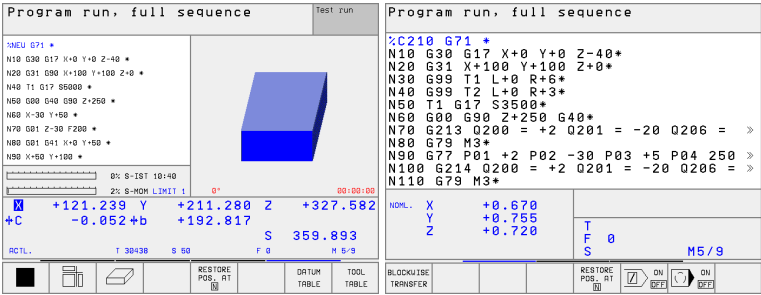 Program run, full sequence
Test run
%NEU G71 *
N10 G30 G17 X+0 Y+0 Z-40 *
N20 G31 G90 X+100 Y+100 Z+0 *
N40 T1 G17 S5000 *
N50 G00 G40 G90 Z+250 *
N60 X-30 Y+50 *
N70 G01 Z-30 F200 *
N80 G01 G41 X+0 Y+50 *
N90 X+50 Y+100 *
0% S-IST 10:40
2% S-MOM LIMIT 1
0°
00:00:00
X +121.239 Y +211.280 Z +327.582
C -0.052 b +192.817
S 359.893
ACTL. T 30438 S 50 F 0 M 5/9
RESTORE
POS. AT
N
DATUM
TABLE
TOOL
TABLE
Program run, full sequence
%C210 G71 *
N10 G30 G17 X+0 Y+0 Z-40*
N20 G31 X+100 Y+100 Z+0*
N30 G99 T1 L+0 R+6*
N40 G99 T2 L+0 R+3*
N50 T1 G17 S3500*
N60 G00 G90 Z+250 G40*
N70 G213 Q200 = +2 Q201 = -20 Q206 = »
N80 G79 M3*
N90 G77 P01 +2 P02 -30 P03 +5 P04 250 »
N100 G214 Q200 = +2 Q201 = -20 Q206 = »
N110 G79 M3*
NOML. X +0.670
Y +0.755
Z +0.720
T
F 0
S M5/9
BLOCKWISE
TRANSFER
RESTORE
POS. AT
N
ON
OFF
ON
OFF